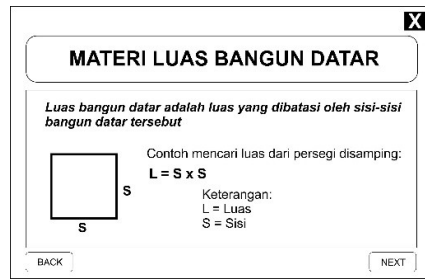 X
MATERI LUAS BANGUN DATAR
Luas bangun datar adalah luas yang dibatasi oleh sisi-sisi
bangun datar tersebut
Contoh mencari luas dari persegi disamping:
L = S x S
S
Keterangan:
L = Luas
S = Sisi
S
BACK
NEXT